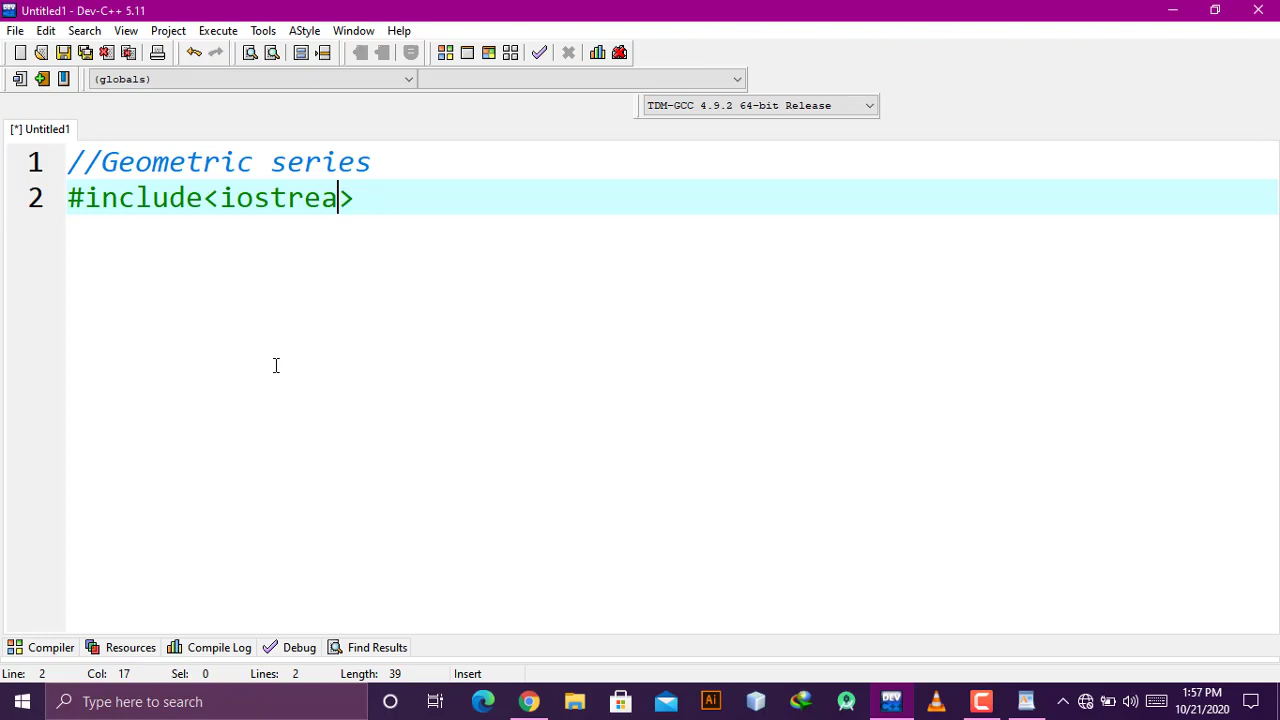 Untitled1 - Dev-C++ 5.11
File Edit Search View Project Execute Tools AStyle Window Help
(globals)
TDM-GCC 4.9.2 64-bit Release
[*] Untitled1
1 //Geometric series
2 #include<iostrea>
Compiler Resources Compile Log Debug Find Results
Line: 2 Col: 17 Sel: 0 Lines: 2 Length: 39 Insert
Type here to search
Ai
DEV
1:57 PM
10/21/2020